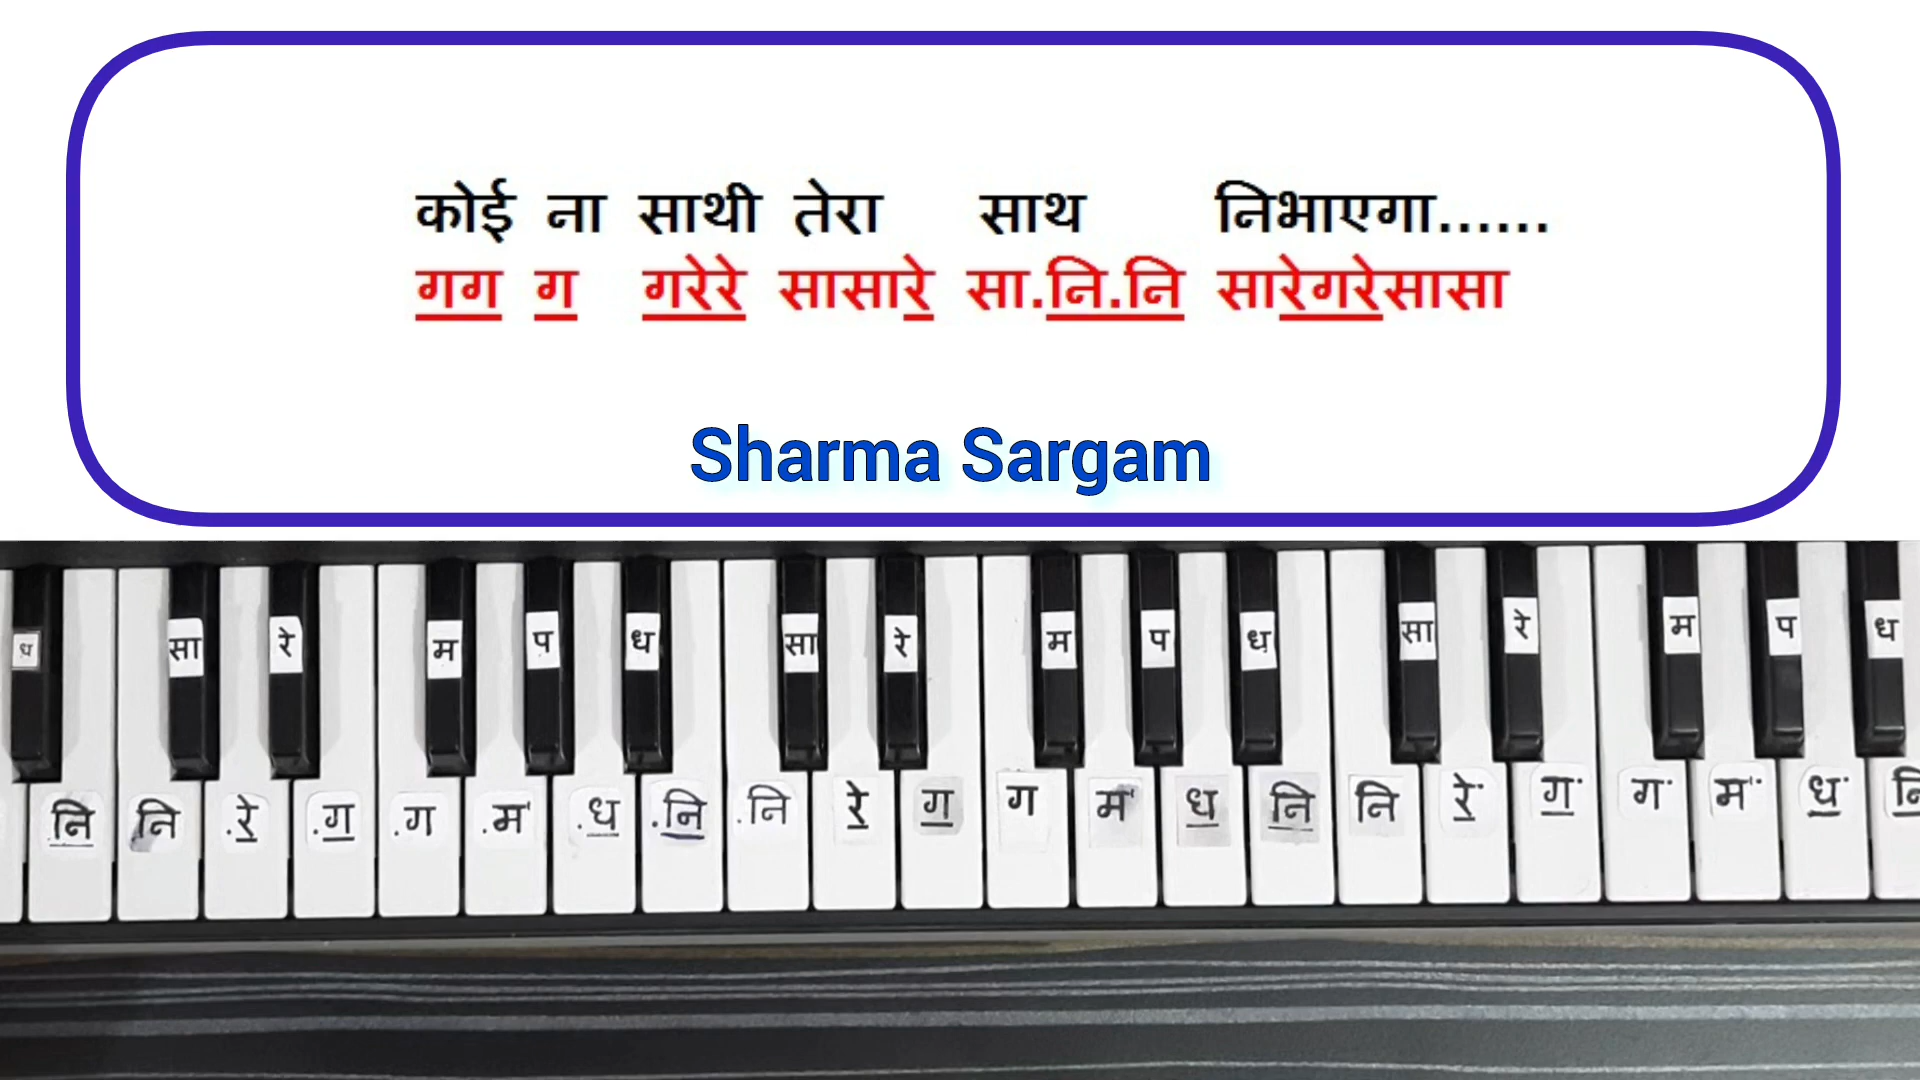 कोई ना साथी तेरा साथ निभाएगा......
गग ग गरेरे सासारे सा.नि.नि सारेगरेसासा
Sharma Sargam
ध सा रे म प ध सा रे म प ध सा रे म प ध
.नि नि .रे .ग .ग .म' .ध .नि .नि रे ग ग म' ध नि नि रे॑ ग॑ ग॑ म'॑ ध॑ नि